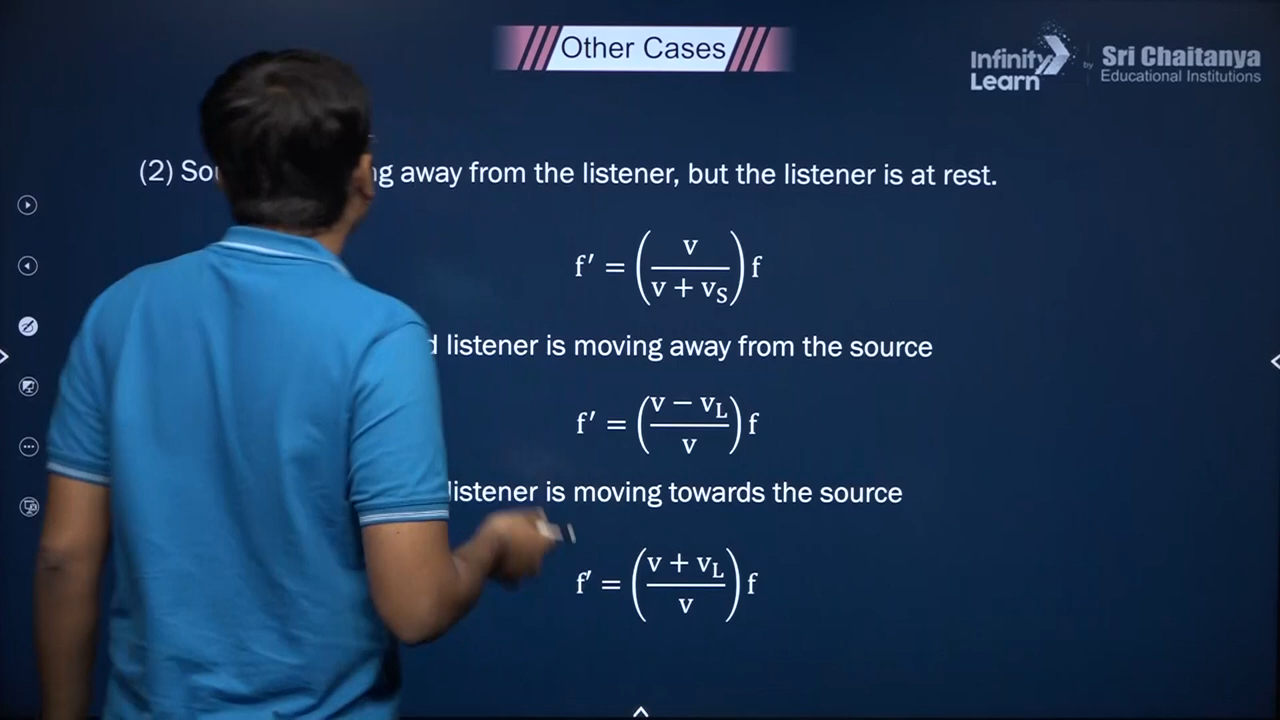 Other Cases
Infinity Learn by Sri Chaitanya Educational Institutions
(2) away from the listener, but the listener is at rest.
f′ = (v / (v + vS)) f
listener is moving away from the source
f′ = ((v − vL) / v) f
listener is moving towards the source
f′ = ((v + vL) / v) f